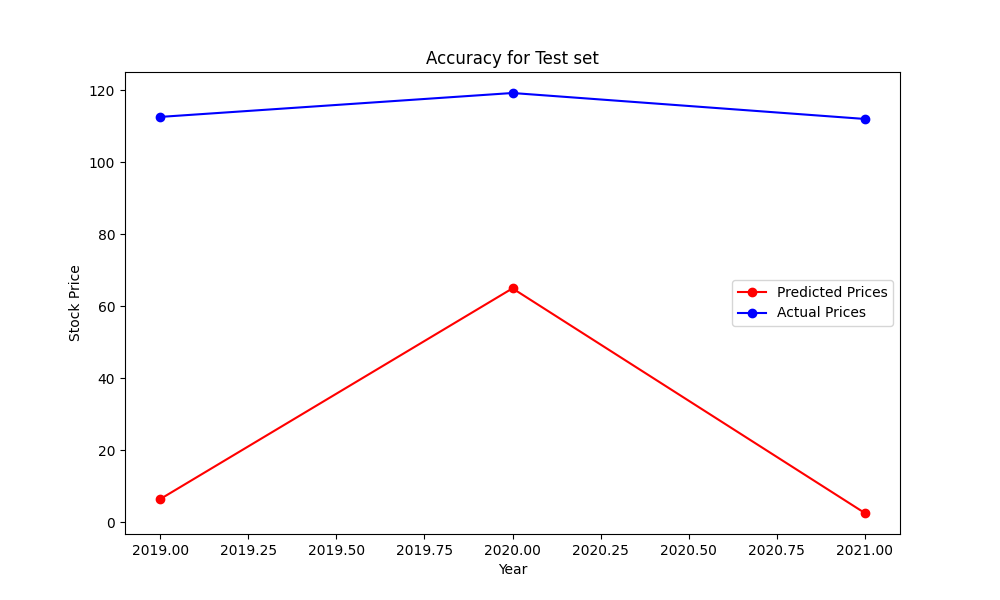 Accuracy for Test set
120
100
80
60
40
20
0
Stock Price
Predicted Prices
Actual Prices
2019.00 2019.25 2019.50 2019.75 2020.00 2020.25 2020.50 2020.75 2021.00
Year